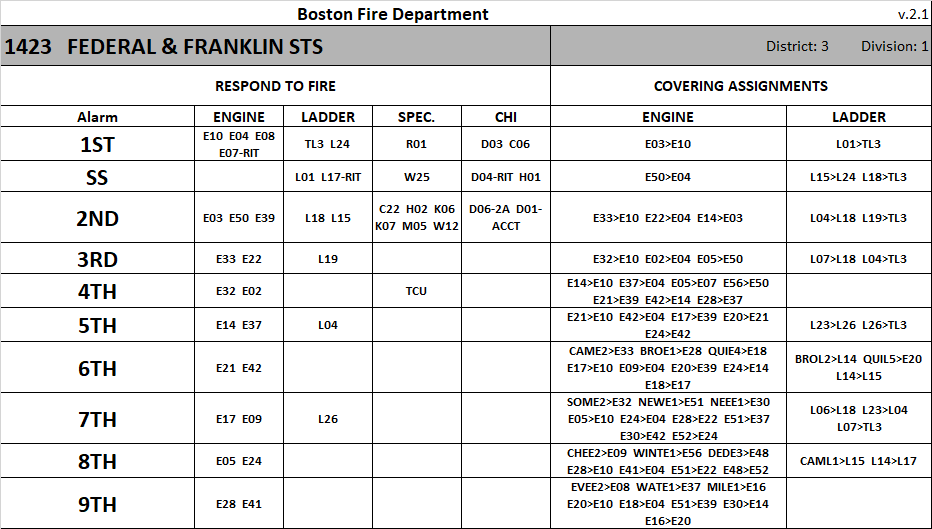 Boston Fire Department v.2.1
1423 FEDERAL & FRANKLIN STS District: 3 Division: 1
RESPOND TO FIRE COVERING ASSIGNMENTS
Alarm ENGINE LADDER SPEC. CHI ENGINE LADDER
1ST E10 E04 E08 TL3 L24 R01 D03 C06 E03>E10 L01>TL3
E07-RIT
SS L01 L17-RIT W25 D04-RIT H01 E50>E04 L15>L24 L18>TL3
2ND E03 E50 E39 L18 L15 C22 H02 K06 D06-2A D01- E33>E10 E22>E04 E14>E03 L04>L18 L19>TL3
K07 M05 W12 ACCT
3RD E33 E22 L19 E32>E10 E02>E04 E05>E50 L07>L18 L04>TL3
4TH E32 E02 TCU E14>E10 E37>E04 E05>E07 E56>E50
E21>E39 E42>E14 E28>E37
5TH E14 E37 L04 E21>E10 E42>E04 E17>E39 E20>E21 L23>L26 L26>TL3
E24>E42
6TH E21 E42 CAME2>E33 BROE1>E28 QUIE4>E18 BROL2>L14 QUIL5>E20
E17>E10 E09>E04 E20>E39 E24>E14 L14>L15
E18>E17
7TH E17 E09 L26 SOME2>E32 NEWE1>E51 NEEE1>E30 L06>L18 L23>L04
E05>E10 E24>E04 E28>E22 E51>E37 L07>TL3
E30>E42 E52>E24
8TH E05 E24 CHEE2>E09 WINTE1>E56 DEDE3>E48 CAML1>L15 L14>L17
E28>E10 E41>E04 E51>E22 E48>E52
9TH E28 E41 EVEE2>E08 WATE1>E37 MILE1>E16
E20>E10 E18>E04 E51>E39 E30>E14
E16>E20